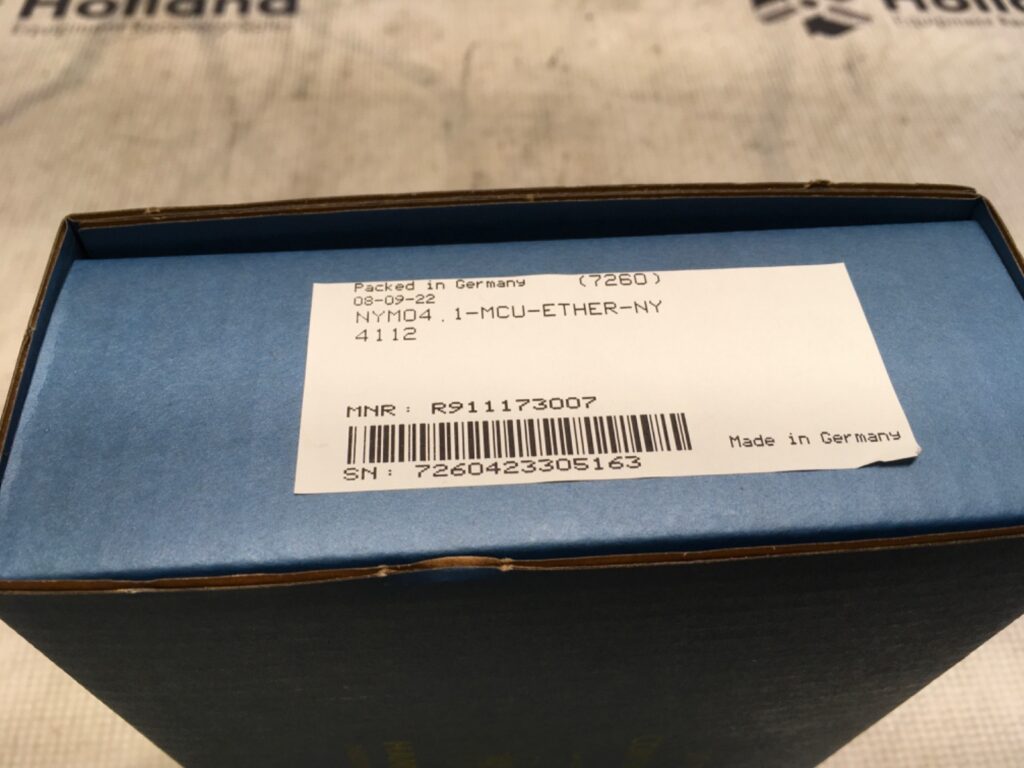 Holland
Holland
Packed in Germany (7260)
08-09-22
NYM04.1-MCU-ETHER-NY
4112
MNR: R911173007
SN: 7260423305163
Made in Germany